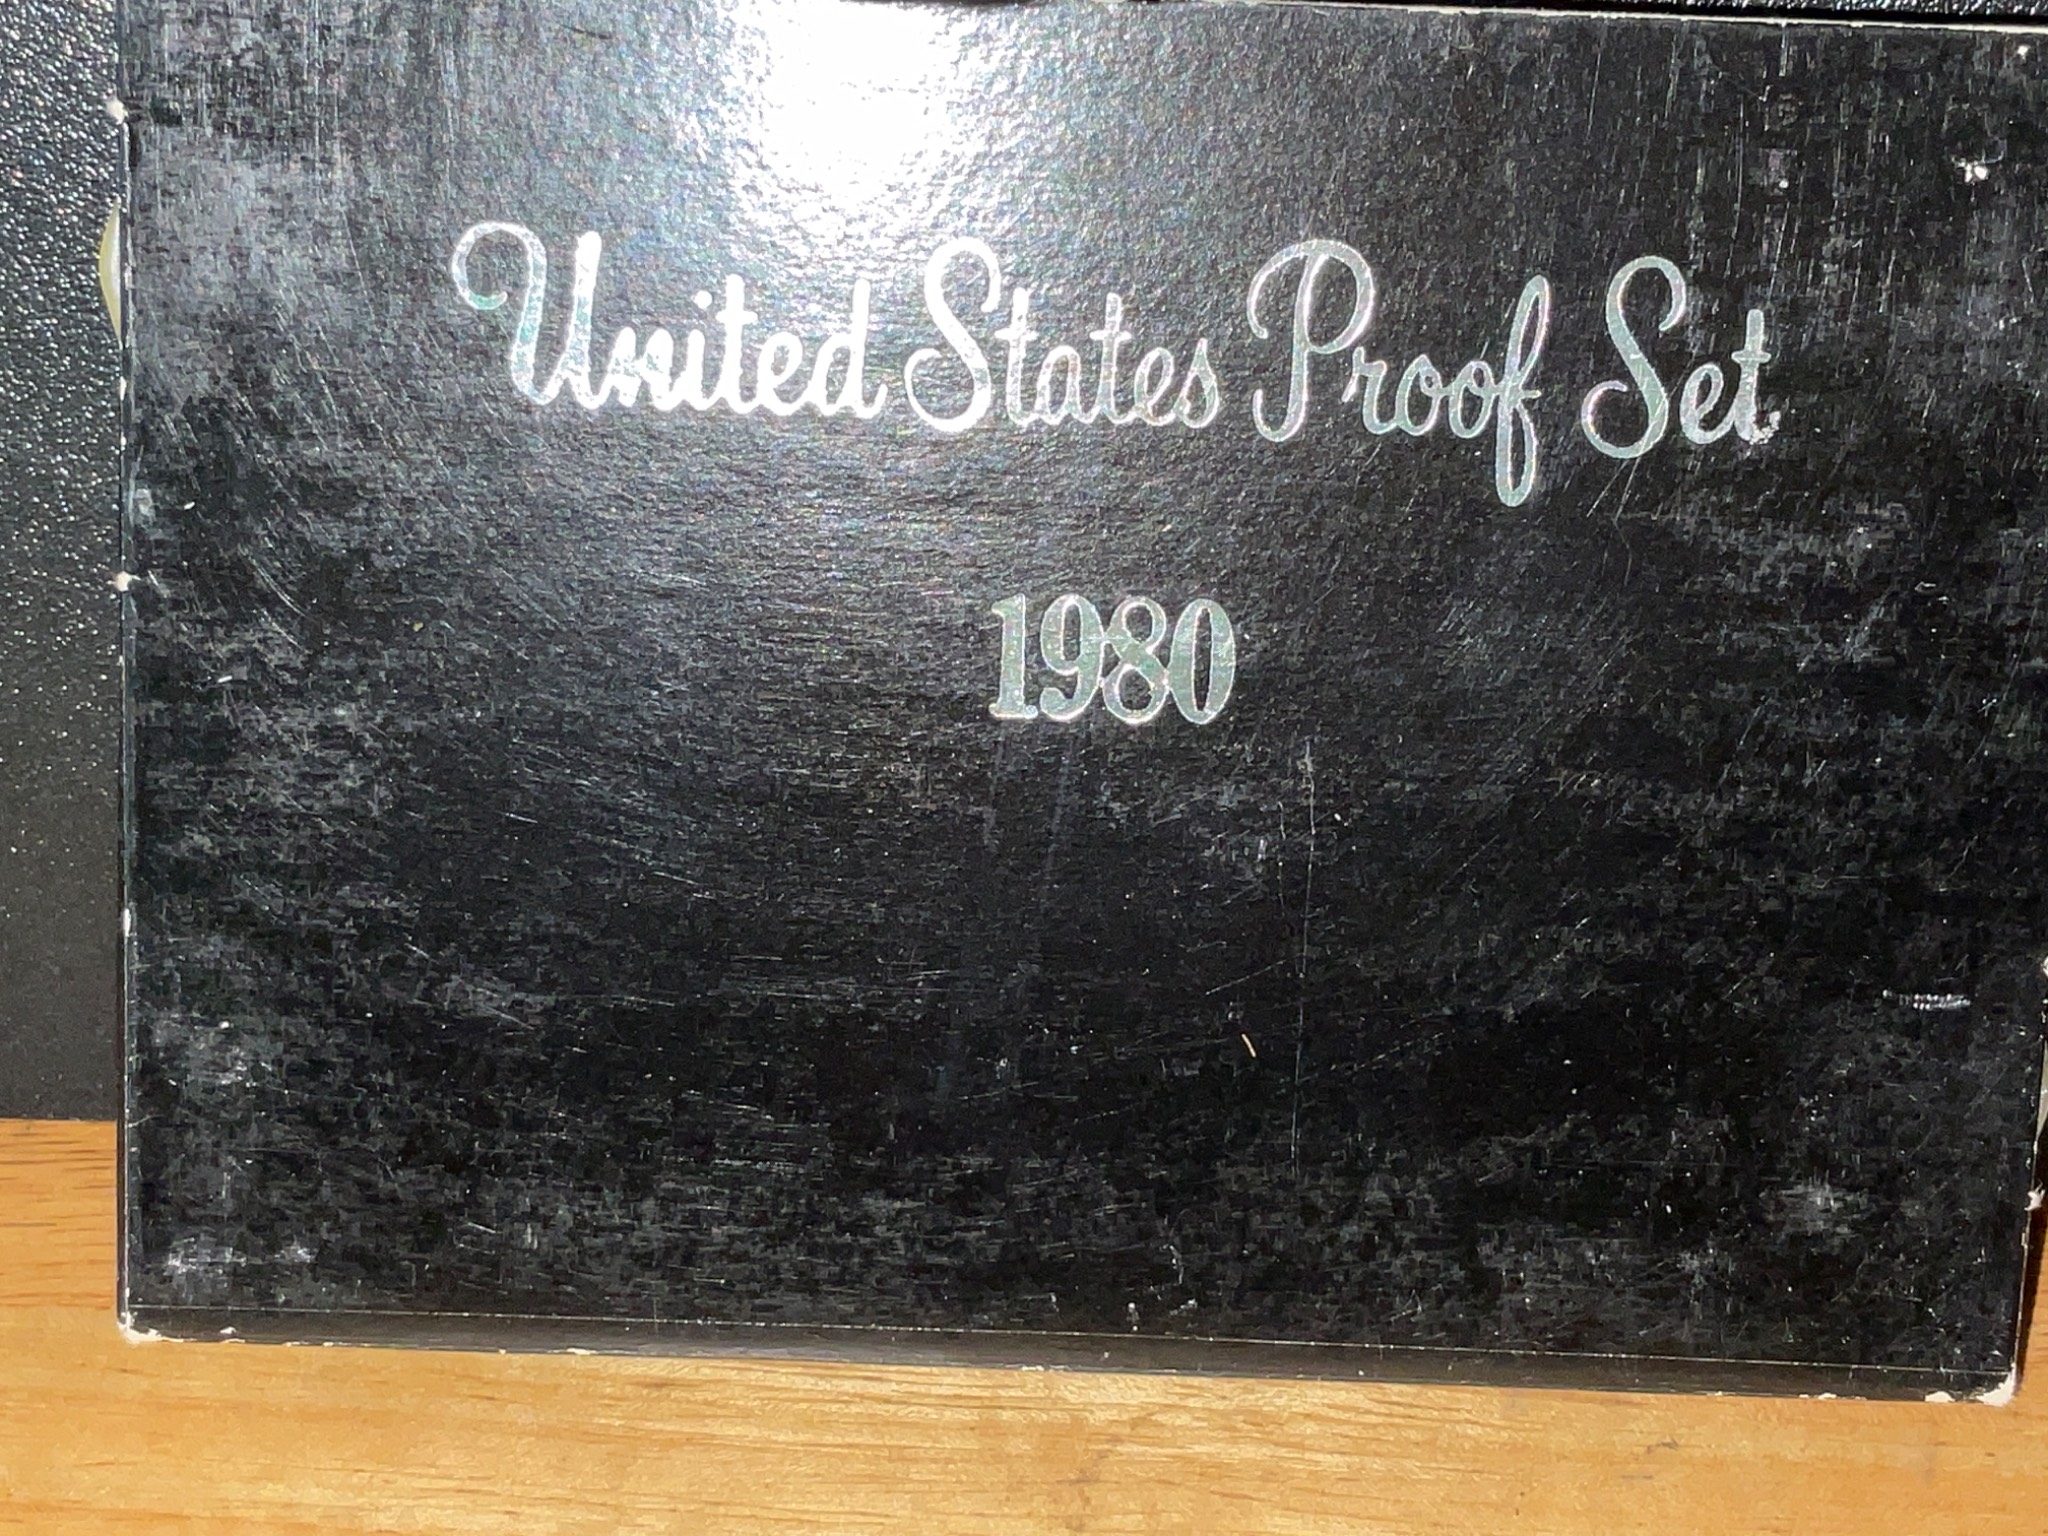 United States Proof Set
1980